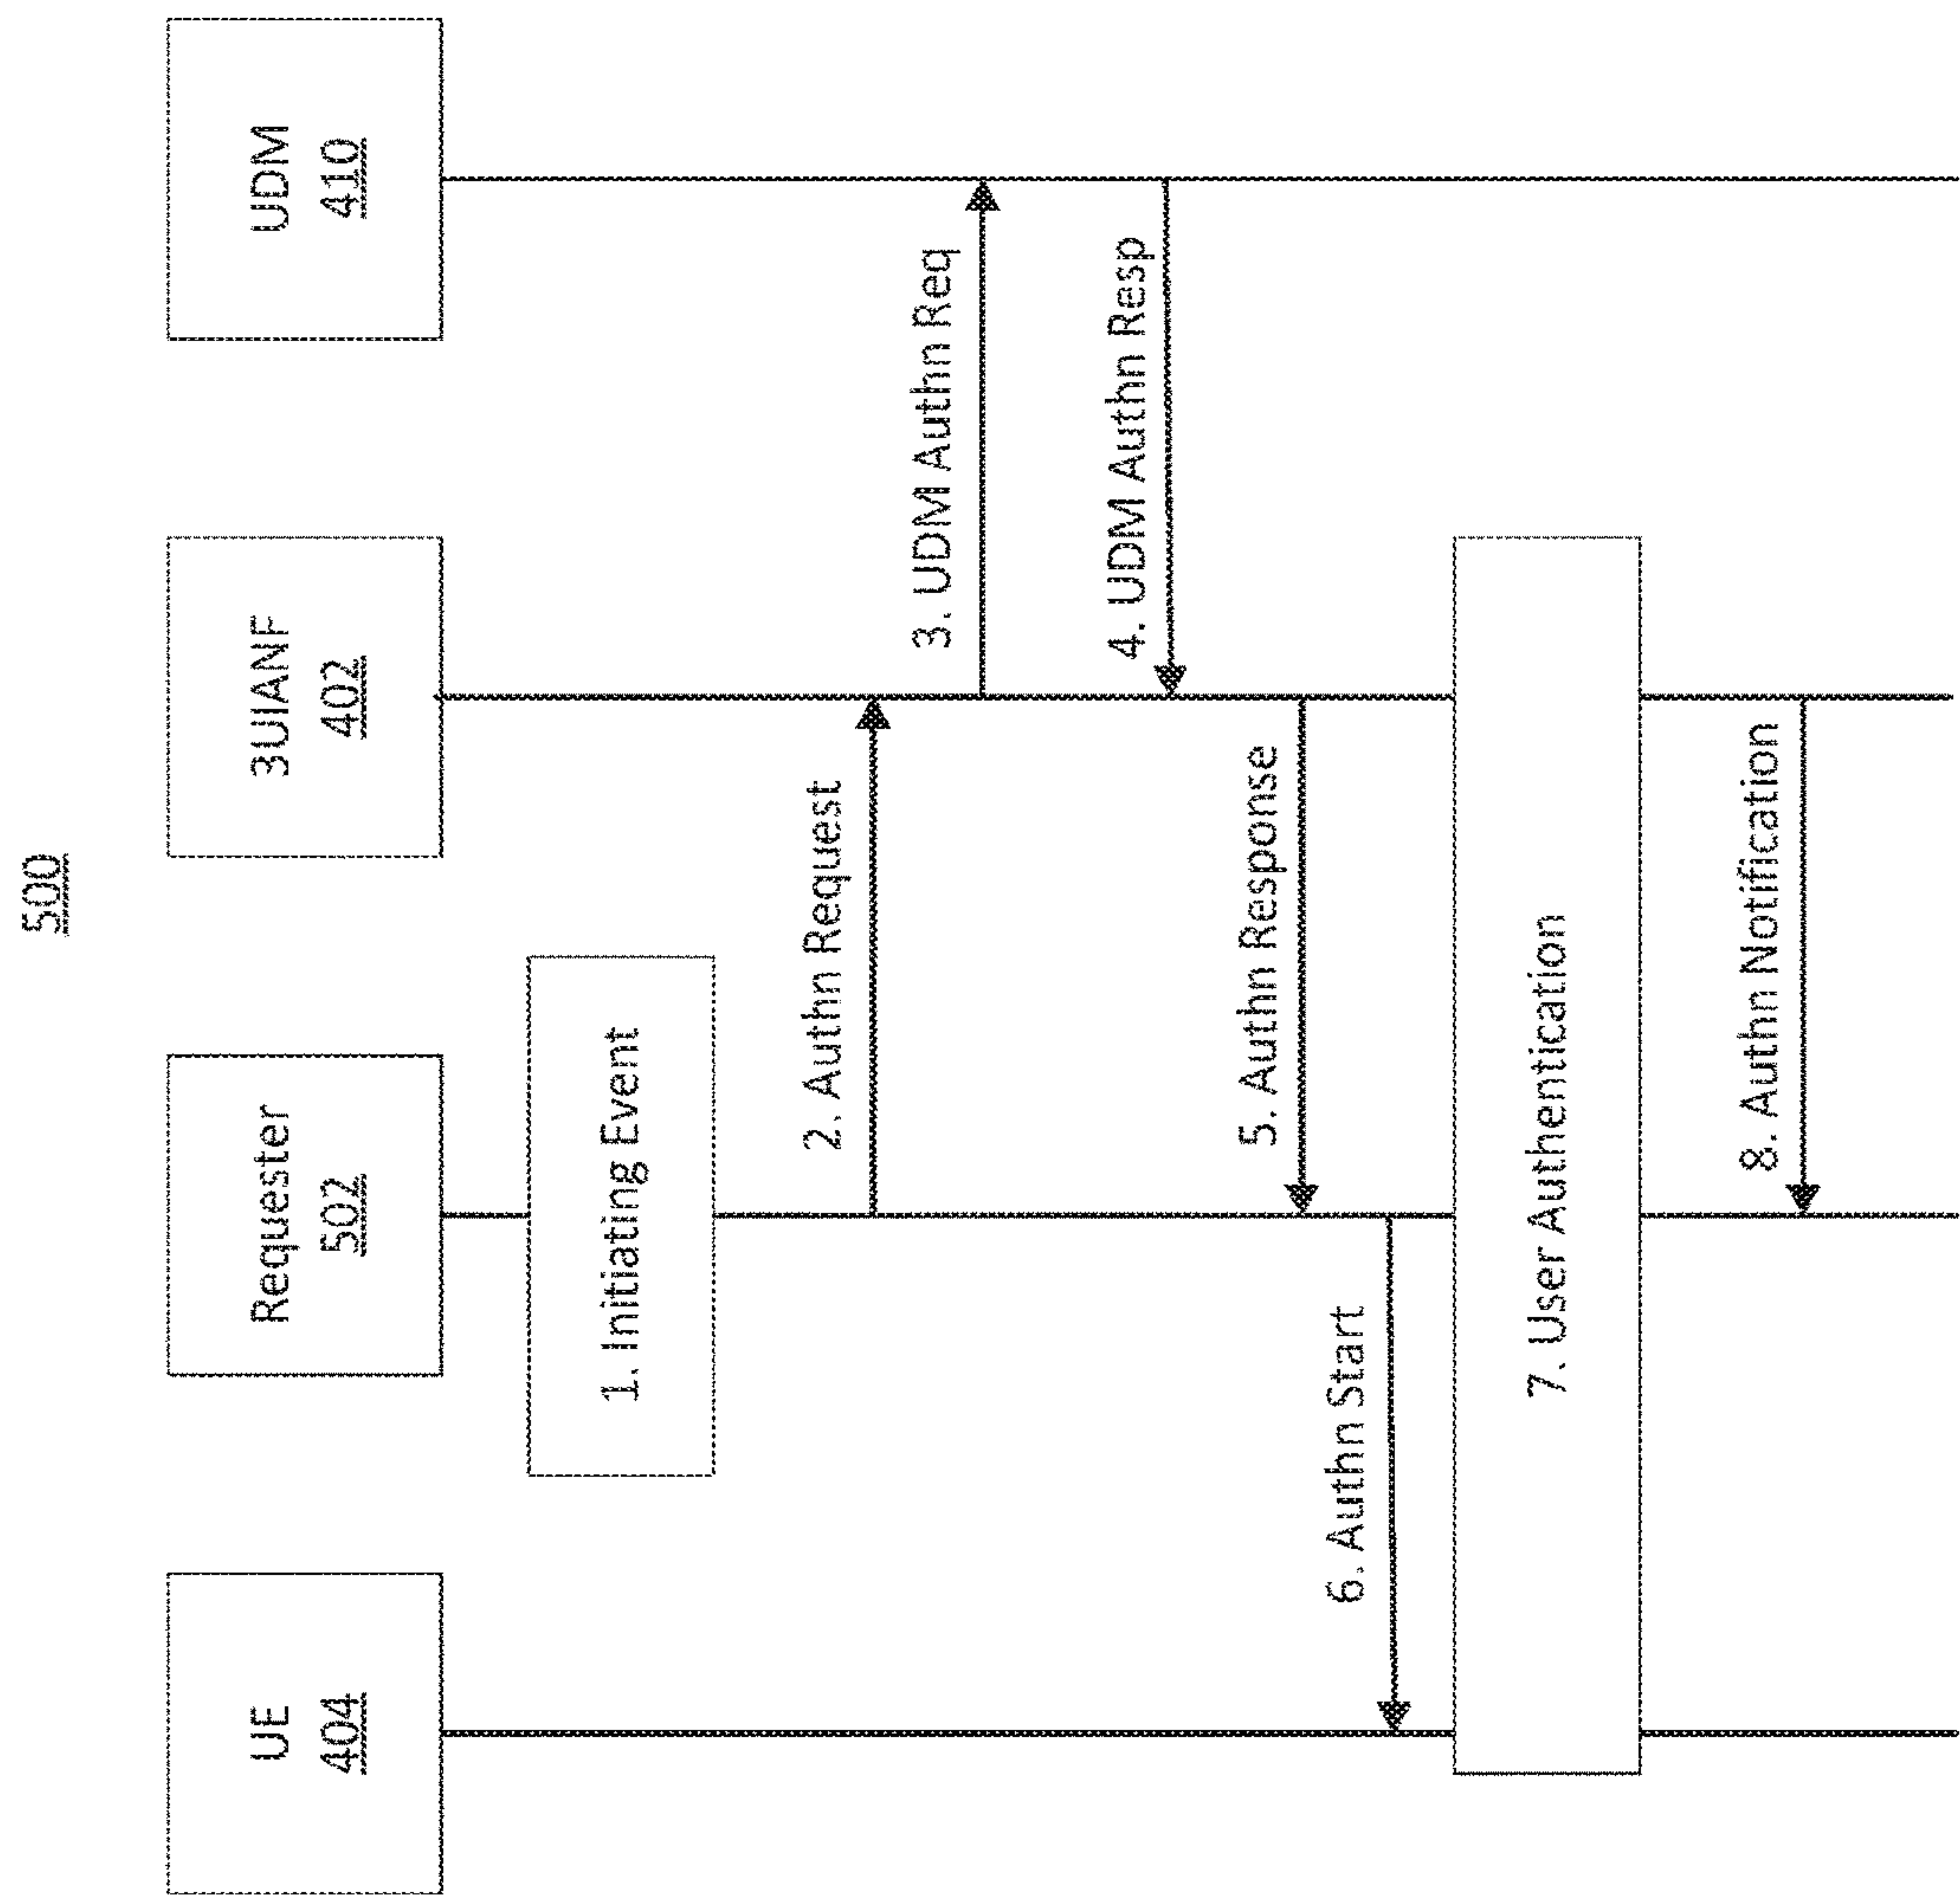 500
UE
404
Requester
502
3UIANF
402
UDM
410
1. Initiating Event
2. Authn Request
3. UDM Authn Req
4. UDM Authn Resp
5. Authn Response
6. Authn Start
7. User Authentication
8. Authn Notification